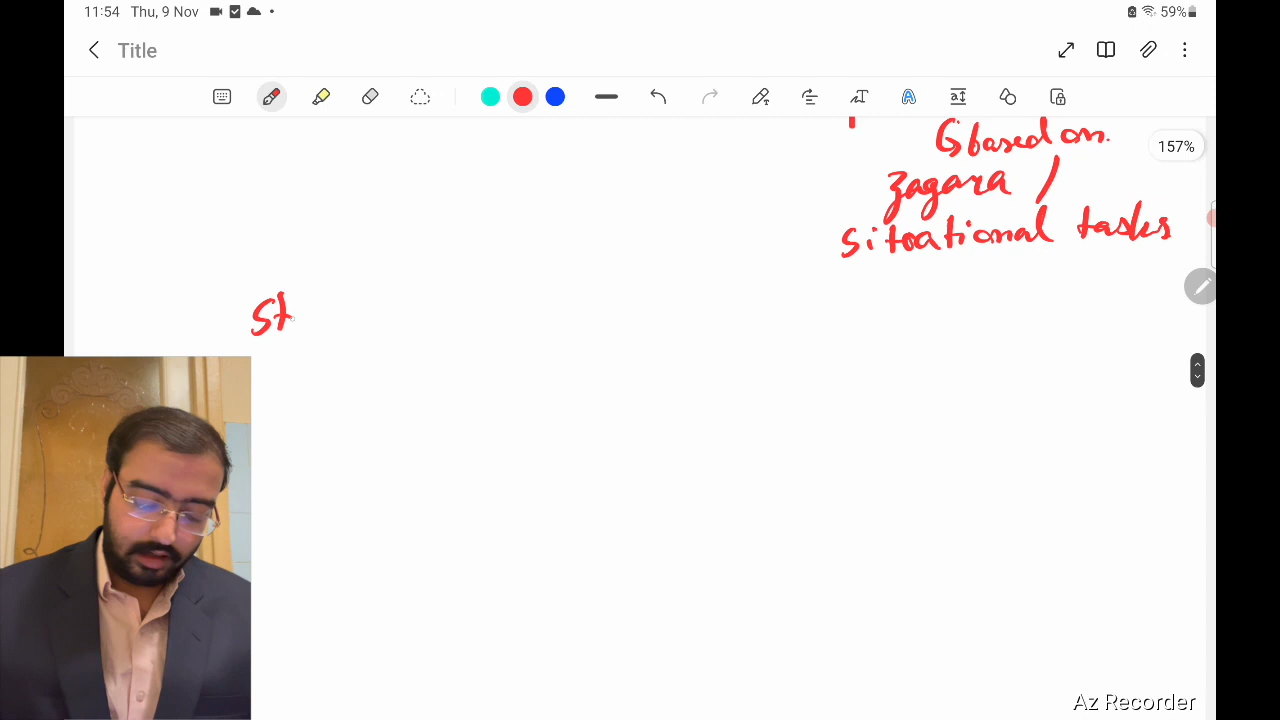 11:54 Thu, 9 Nov
59%
Title
157%
Gbased on.
Zagara /
Sitoational tasks
St
Az Recorder